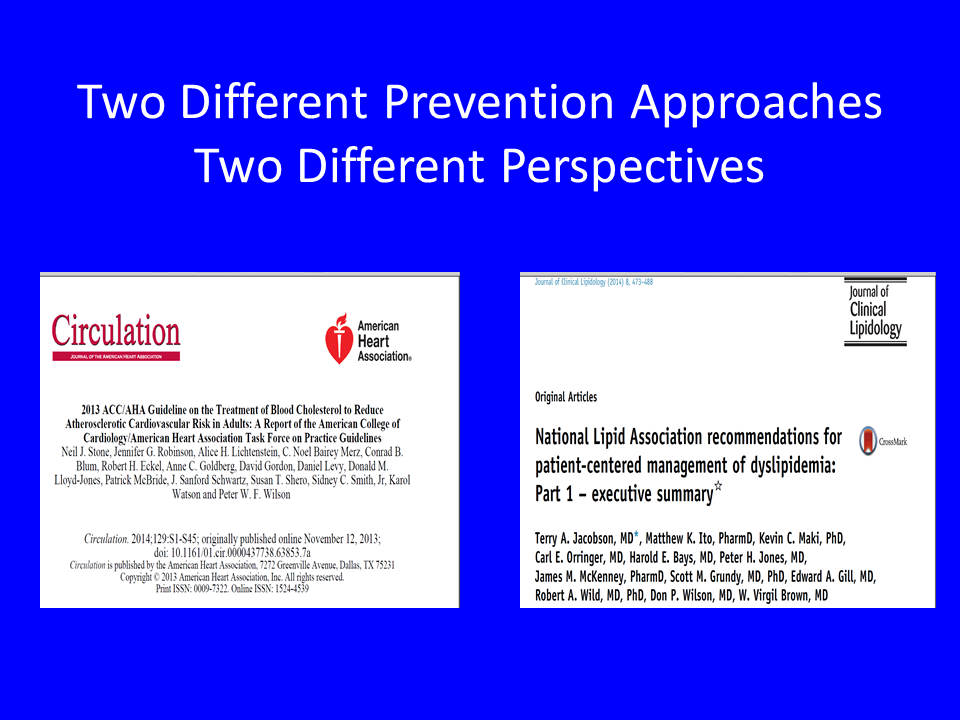 Two Different Prevention Approaches
Two Different Perspectives
Circulation
JOURNAL OF THE AMERICAN HEART ASSOCIATION
American
Heart
Association®
2013 ACC/AHA Guideline on the Treatment of Blood Cholesterol to Reduce
Atherosclerotic Cardiovascular Risk in Adults: A Report of the American College of
Cardiology/American Heart Association Task Force on Practice Guidelines
Neil J. Stone, Jennifer G. Robinson, Alice H. Lichtenstein, C. Noel Bairey Merz, Conrad B.
Blum, Robert H. Eckel, Anne C. Goldberg, David Gordon, Daniel Levy, Donald M.
Lloyd-Jones, Patrick McBride, J. Sanford Schwartz, Susan T. Shero, Sidney C. Smith, Jr, Karol
Watson and Peter W. F. Wilson
Circulation. 2014;129:S1-S45; originally published online November 12, 2013;
doi: 10.1161/01.cir.0000437738.63853.7a
Circulation is published by the American Heart Association, 7272 Greenville Avenue, Dallas, TX 75231
Copyright © 2013 American Heart Association, Inc. All rights reserved.
Print ISSN: 0009-7322. Online ISSN: 1524-4539
Journal of Clinical Lipidology (2014) 8, 473–488
Journal of
Clinical
Lipidology
Original Articles
National Lipid Association recommendations for
patient-centered management of dyslipidemia:
Part 1 – executive summary☆
CrossMark
Terry A. Jacobson, MD*, Matthew K. Ito, PharmD, Kevin C. Maki, PhD,
Carl E. Orringer, MD, Harold E. Bays, MD, Peter H. Jones, MD,
James M. McKenney, PharmD, Scott M. Grundy, MD, PhD, Edward A. Gill, MD,
Robert A. Wild, MD, PhD, Don P. Wilson, MD, W. Virgil Brown, MD